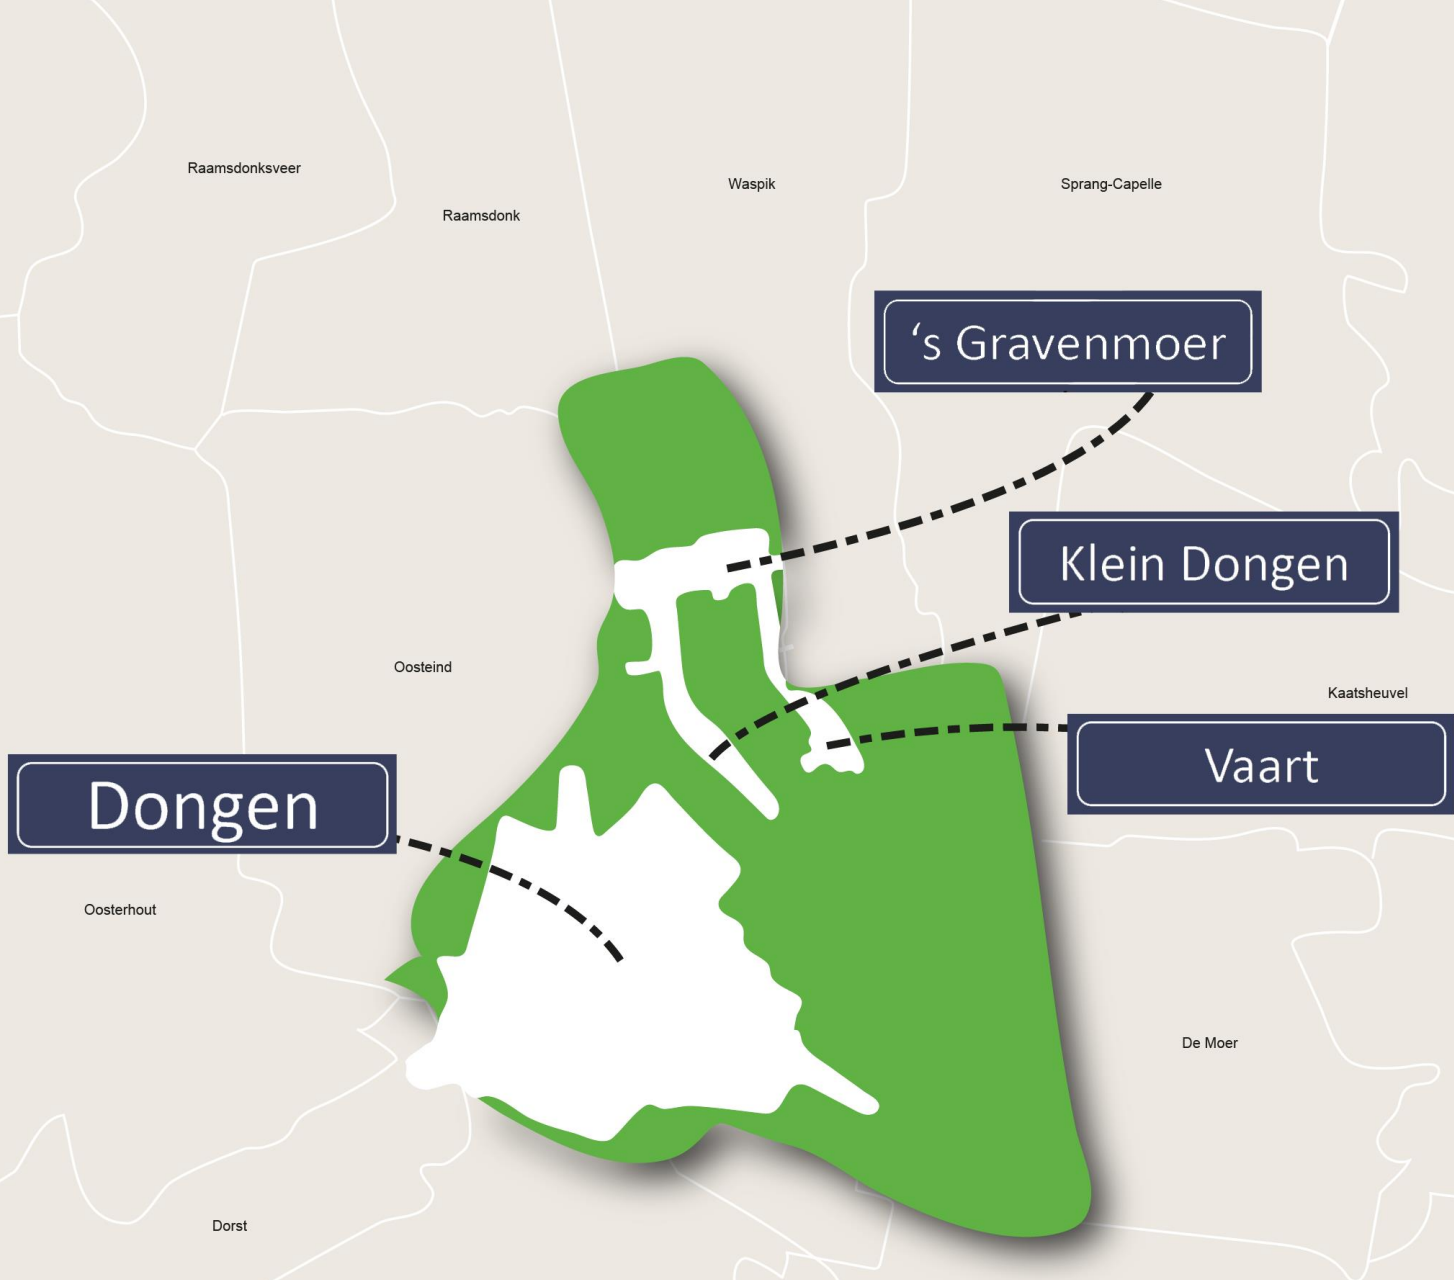 Raamsdonksveer
Raamsdonk
Waspik
Sprang-Capelle
‘s Gravenmoer
Klein Dongen
Oosteind
Kaatsheuvel
Vaart
Dongen
Oosterhout
De Moer
Dorst